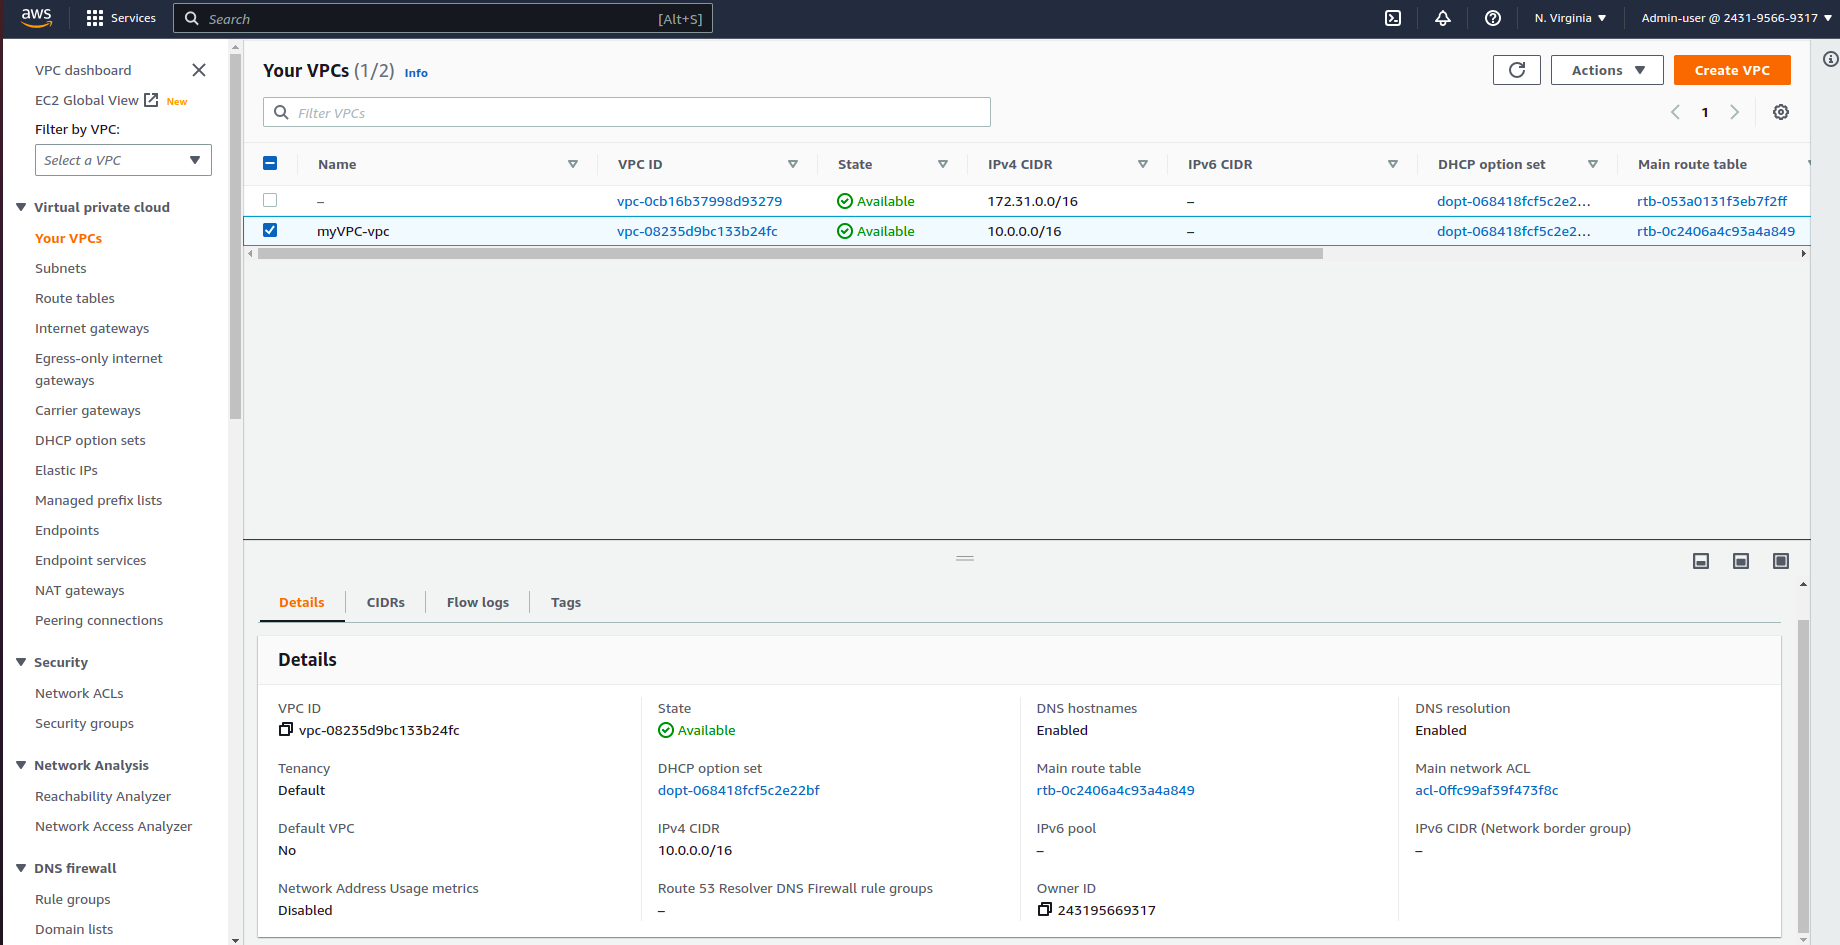 aws
Services
Search
[Alt+S]
N. Virginia
Admin-user @ 2431-9566-9317
VPC dashboard
EC2 Global View
New
Filter by VPC:
Select a VPC
Virtual private cloud
Your VPCs
Subnets
Route tables
Internet gateways
Egress-only internet
gateways
Carrier gateways
DHCP option sets
Elastic IPs
Managed prefix lists
Endpoints
Endpoint services
NAT gateways
Peering connections
Security
Network ACLs
Security groups
Network Analysis
Reachability Analyzer
Network Access Analyzer
DNS firewall
Rule groups
Domain lists
Your VPCs (1/2) Info
Actions
Create VPC
Filter VPCs
1
Name VPC ID State IPv4 CIDR IPv6 CIDR DHCP option set Main route table
– vpc-0cb16b37998d93279 Available 172.31.0.0/16 – dopt-068418fcf5c2e2... rtb-053a0131f3eb7f2ff
myVPC-vpc vpc-08235d9bc133b24fc Available 10.0.0.0/16 – dopt-068418fcf5c2e2... rtb-0c2406a4c93a4a849
Details CIDRs Flow logs Tags
Details
VPC ID State DNS hostnames DNS resolution
vpc-08235d9bc133b24fc Available Enabled Enabled
Tenancy DHCP option set Main route table Main network ACL
Default dopt-068418fcf5c2e22bf rtb-0c2406a4c93a4a849 acl-0ffc99af39f473f8c
Default VPC IPv4 CIDR IPv6 pool IPv6 CIDR (Network border group)
No 10.0.0.0/16 – –
Network Address Usage metrics Route 53 Resolver DNS Firewall rule groups Owner ID
Disabled – 243195669317